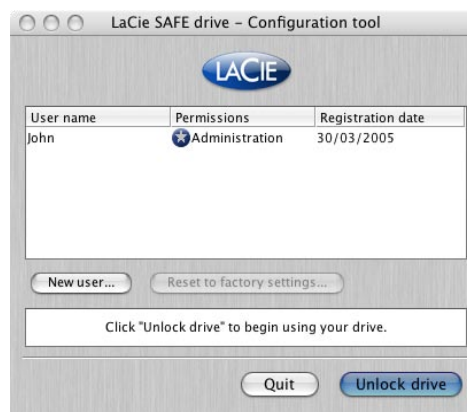 LaCie SAFE drive – Configuration tool
LACIE
User name Permissions Registration date
John Administration 30/03/2005
New user... Reset to factory settings...
Click "Unlock drive" to begin using your drive.
Quit Unlock drive